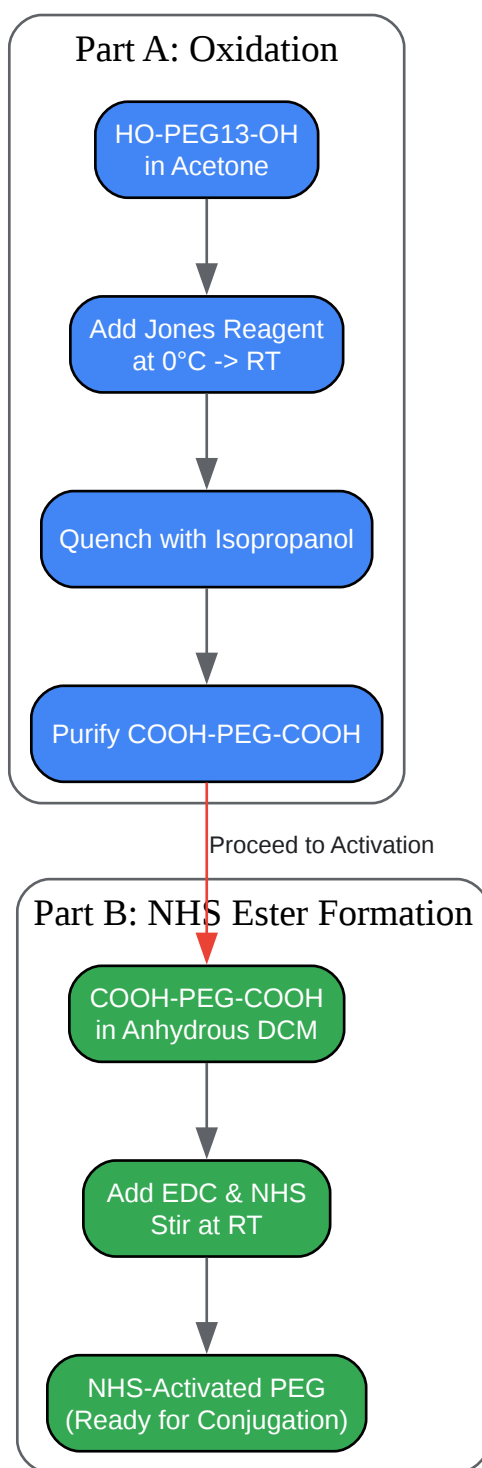 Part A: Oxidation
HO-PEG13-OH
in Acetone
Add Jones Reagent
at 0°C -> RT
Quench with Isopropanol
Purify COOH-PEG-COOH
Proceed to Activation
Part B: NHS Ester Formation
COOH-PEG-COOH
in Anhydrous DCM
Add EDC & NHS
Stir at RT
NHS-Activated PEG
(Ready for Conjugation)